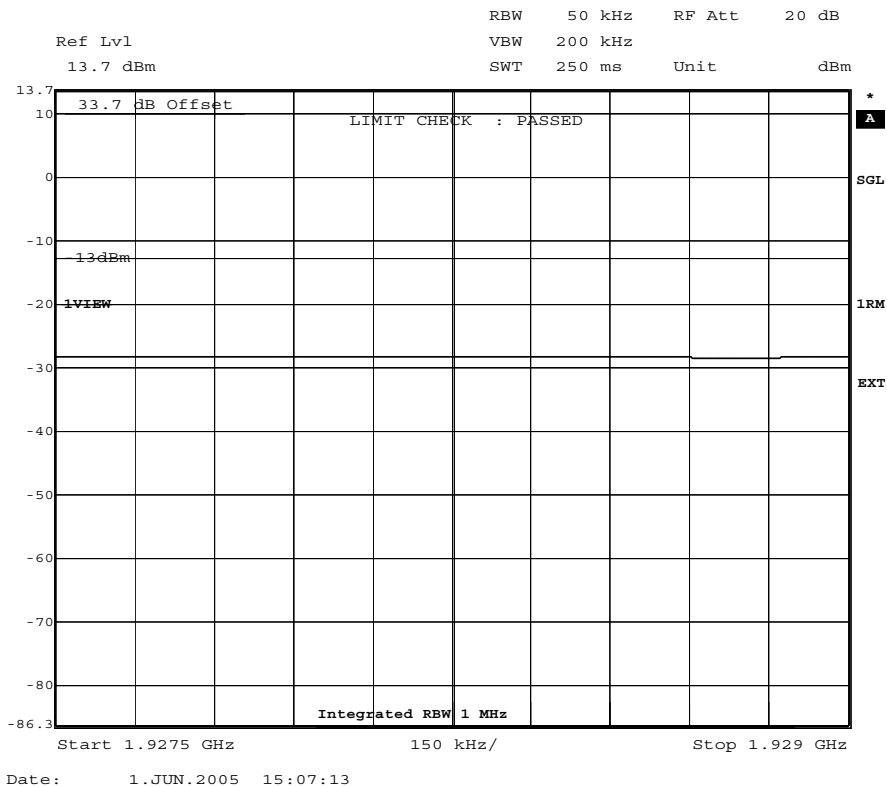 RBW 50 kHz RF Att 20 dB
Ref Lvl VBW 200 kHz
13.7 dBm SWT 250 ms Unit dBm
13.7
33.7 dB Offset
*
10
LIMIT CHECK : PASSED
A
0
SGL
-10
-13dBm
-20
1VIEW
1RM
-30
EXT
-40
-50
-60
-70
-80
Integrated RBW 1 MHz
-86.3
Start 1.9275 GHz 150 kHz/ Stop 1.929 GHz
Date: 1.JUN.2005 15:07:13